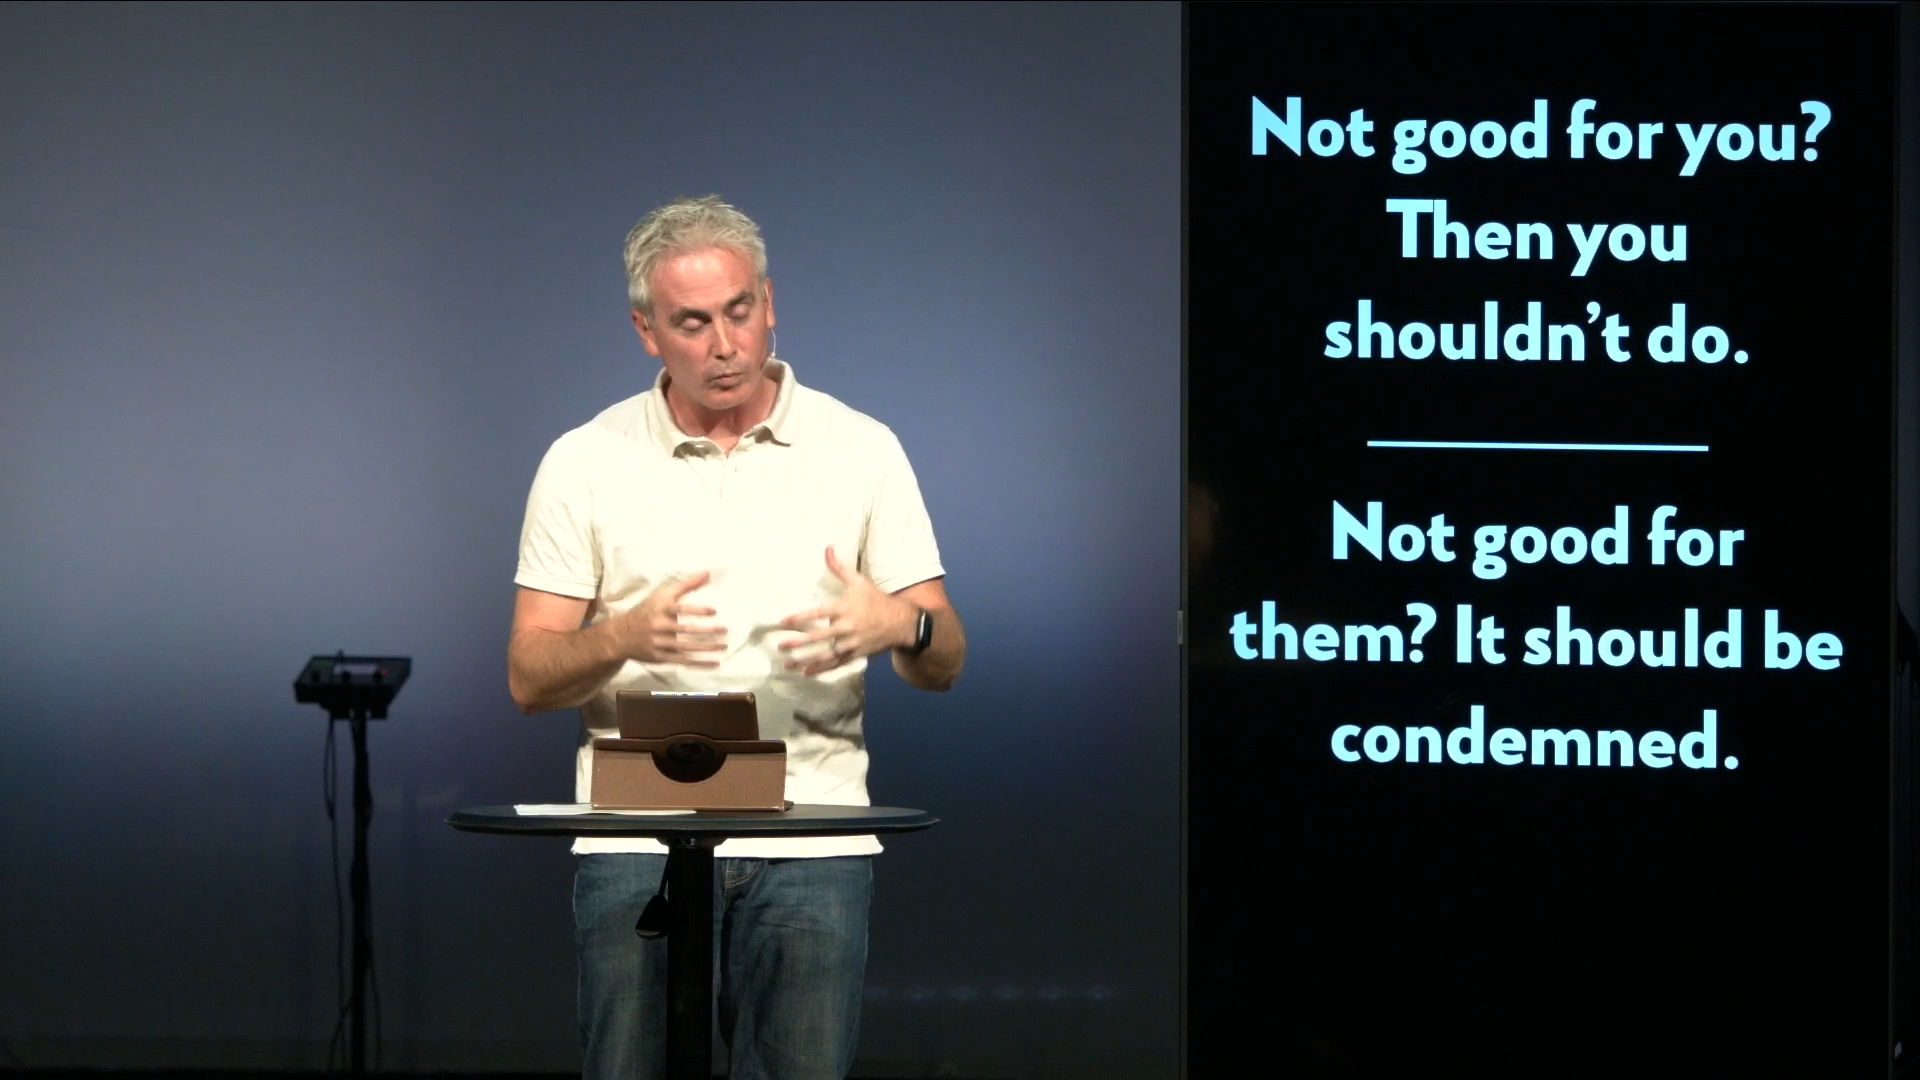 Not good for you?
Then you
shouldn't do.
Not good for
them? It should be
condemned.